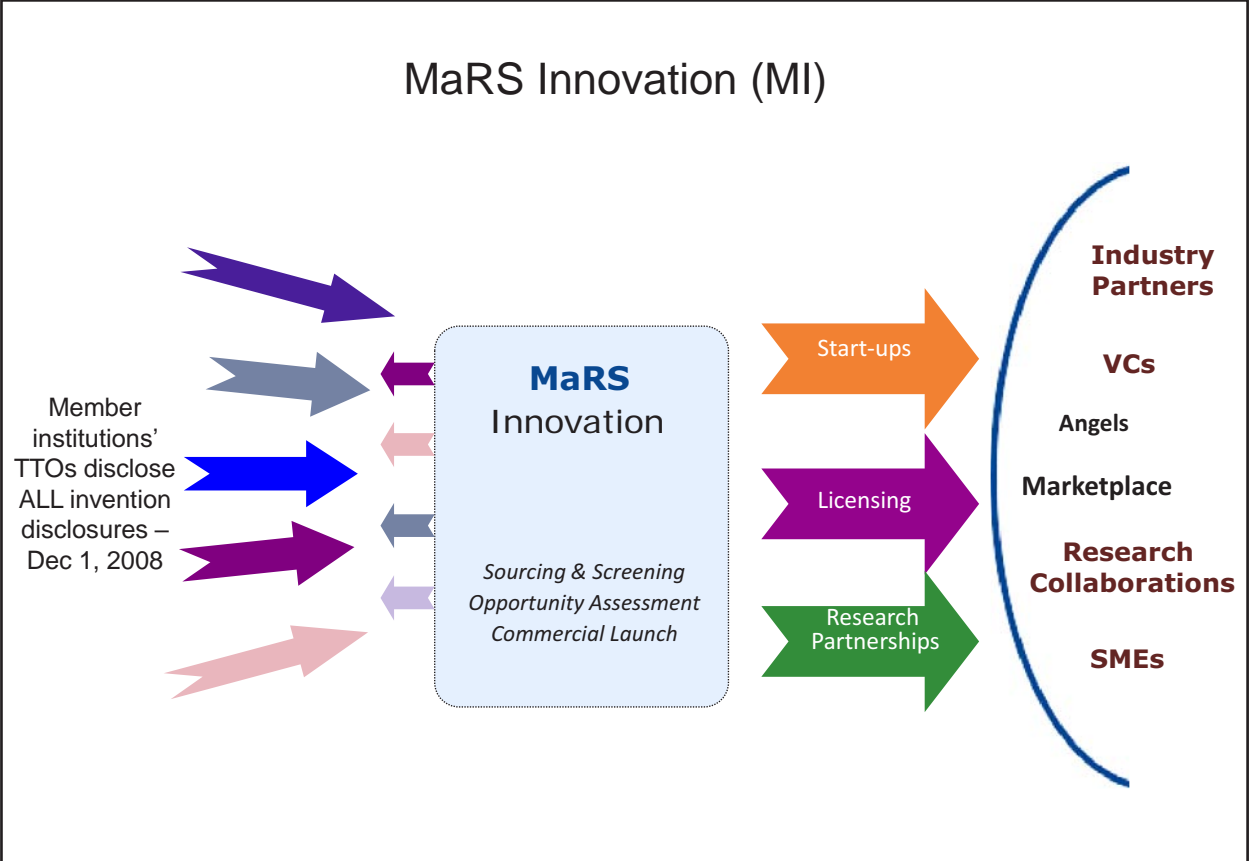 MaRS Innovation (MI)
Member
institutions’
TTOs disclose
ALL invention
disclosures –
Dec 1, 2008
MaRS
Innovation
Sourcing & Screening
Opportunity Assessment
Commercial Launch
Start-ups
Licensing
Research
Partnerships
Industry
Partners
VCs
Angels
Marketplace
Research
Collaborations
SMEs